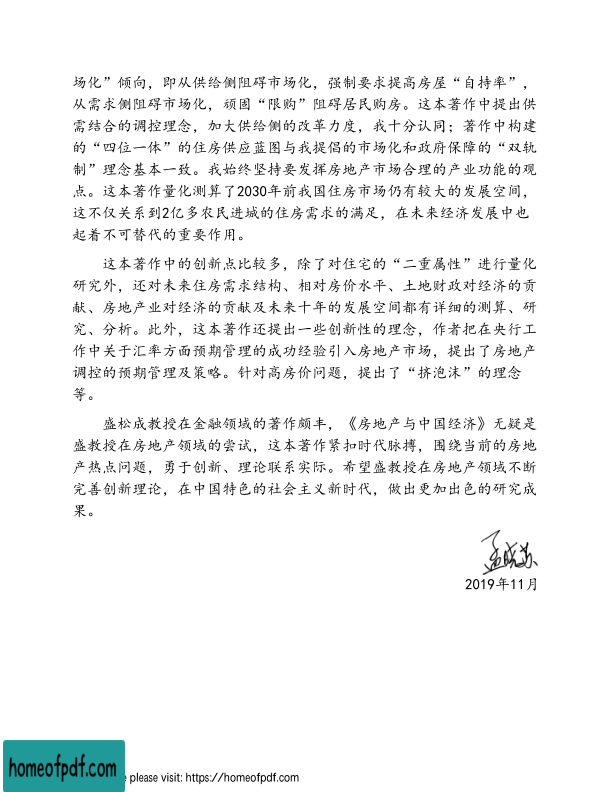 场化”倾向，即从供给侧阻碍市场化，强制要求提高房屋“自持率”，
从需求侧阻碍市场化，顽固“限购”阻碍居民购房。这本著作中提出供
需结合的调控理念，加大供给侧的改革力度，我十分认同；著作中构建
的“四位一体”的住房供应蓝图与我提倡的市场化和政府保障的“双轨
制”理念基本一致。我始终坚持要发挥房地产市场合理的产业功能的观
点。这本著作量化测算了2030年前我国住房市场仍有较大的发展空间，
这不仅关系到2亿多农民进城的住房需求的满足，在未来经济发展中也
起着不可替代的重要作用。
这本著作中的创新点比较多，除了对住宅的“二重属性”进行量化
研究外，还对未来住房需求结构、相对房价水平、土地财政对经济的贡
献、房地产业对经济的贡献及未来十年的发展空间都有详细的测算、研
究、分析。此外，这本著作还提出一些创新性的理念，作者把在央行工
作中关于汇率方面预期管理的成功经验引入房地产市场，提出了房地产
调控的预期管理及策略。针对高房价问题，提出了“挤泡沫”的理念
等。
盛松成教授在金融领域的著作颇丰，《房地产与中国经济》无疑是
盛教授在房地产领域的尝试，这本著作紧扣时代脉搏，围绕当前的房地
产热点问题，勇于创新、理论联系实际。希望盛教授在房地产领域不断
完善创新理论，在中国特色的社会主义新时代，做出更加出色的研究成
果。
孟晓苏
2019年11月
homeofpdf.com
e please visit: https://homeofpdf.com